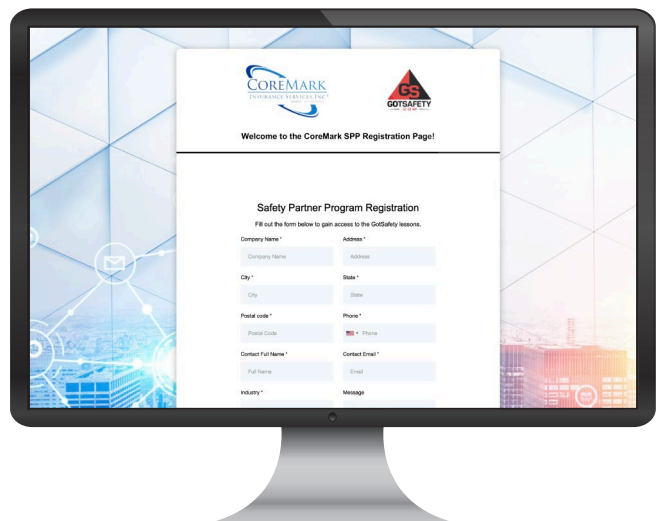 COREMARK
INSURANCE SERVICES, INC
GS
GOTSAFETY
.COM
Welcome to the CoreMark SPP Registration Page!
Safety Partner Program Registration
Fill out the form below to gain access to the GotSafety lessons.
Company Name * Address *
Company Name Address
City * State *
City State
Postal code * Phone *
Postal Code Phone
Contact Full Name * Contact Email *
Full Name Email
Industry * Message